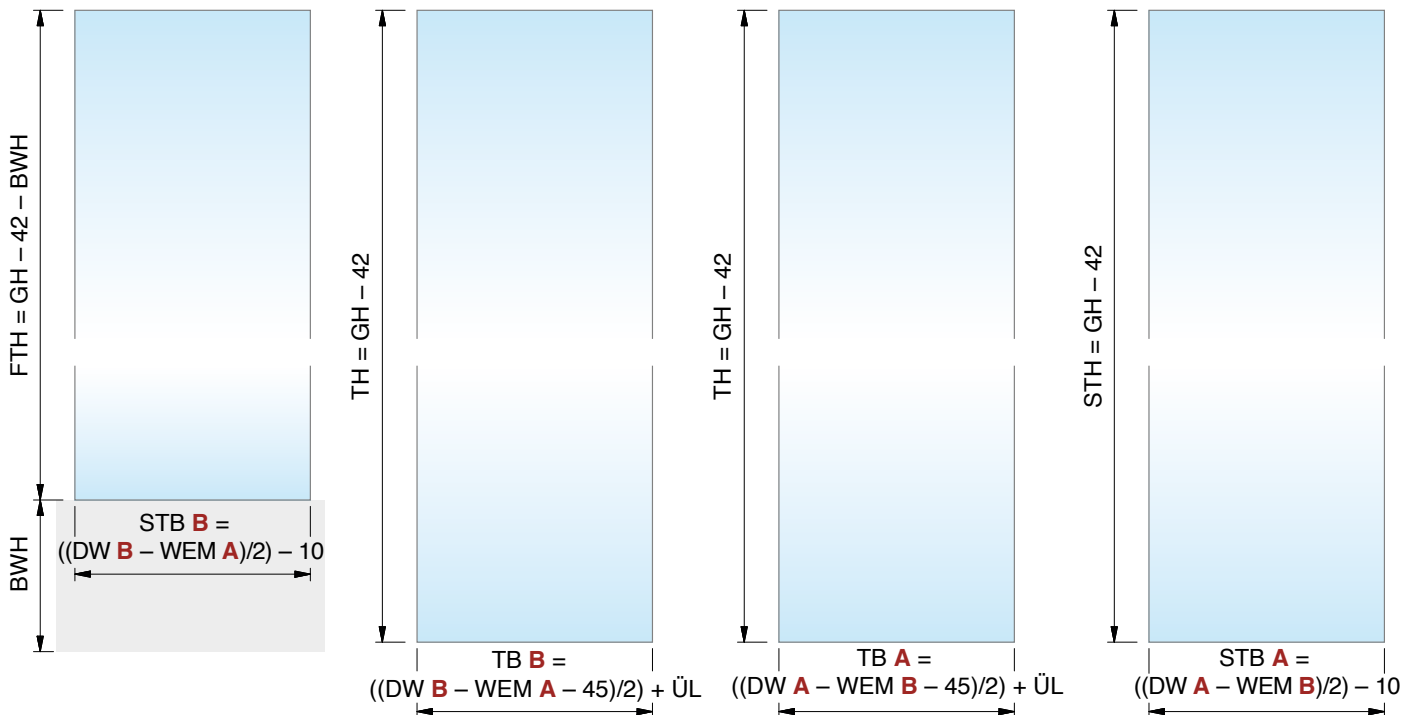 FTH = GH – 42 – BWH
BWH
STB B =
((DW B – WEM A)/2) – 10
TH = GH – 42
TB B =
((DW B – WEM A – 45)/2) + ÜL
TH = GH – 42
TB A =
((DW A – WEM B – 45)/2) + ÜL
STH = GH – 42
STB A =
((DW A – WEM B)/2) – 10